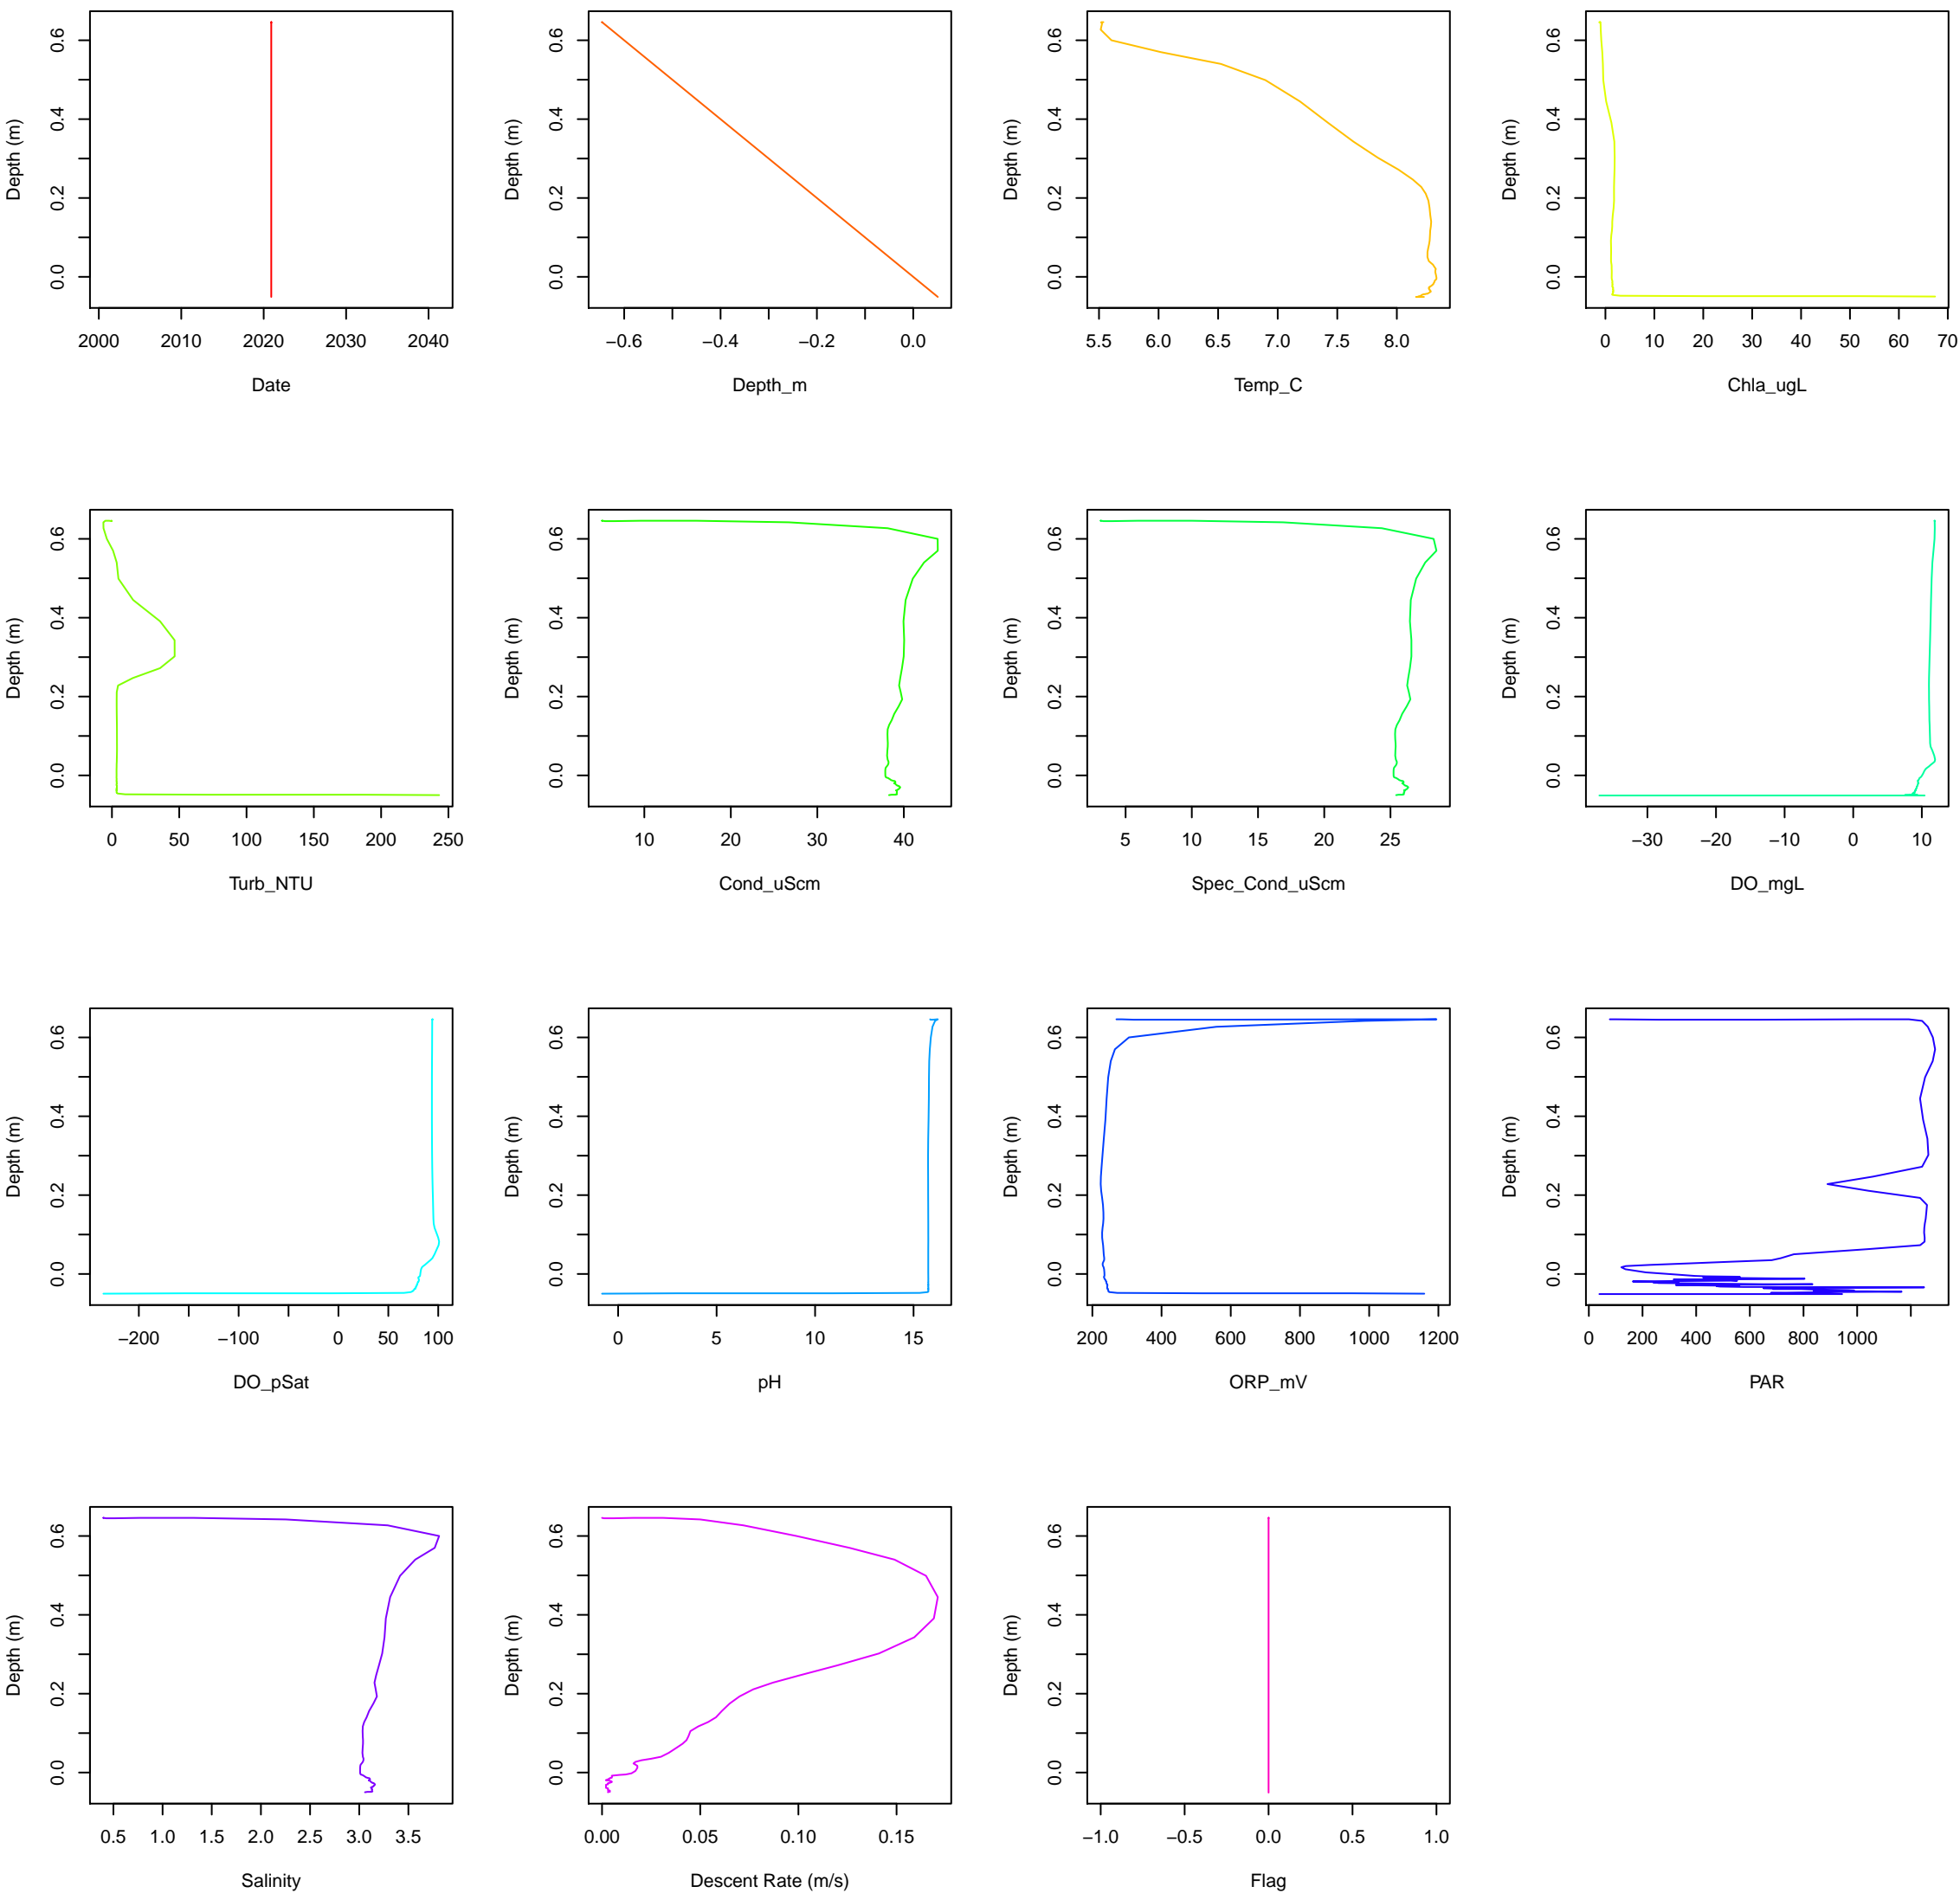 Depth (m)
0.0 0.2 0.4 0.6
2000 2010 2020 2030 2040
Date
Depth (m)
0.0 0.2 0.4 0.6
−0.6 −0.4 −0.2 0.0
Depth_m
Depth (m)
0.0 0.2 0.4 0.6
5.5 6.0 6.5 7.0 7.5 8.0
Temp_C
Depth (m)
0.0 0.2 0.4 0.6
0 10 20 30 40 50 60 70
Chla_ugL
Depth (m)
0.0 0.2 0.4 0.6
0 50 100 150 200 250
Turb_NTU
Depth (m)
0.0 0.2 0.4 0.6
10 20 30 40
Cond_uScm
Depth (m)
0.0 0.2 0.4 0.6
5 10 15 20 25
Spec_Cond_uScm
Depth (m)
0.0 0.2 0.4 0.6
−30 −20 −10 0 10
DO_mgL
Depth (m)
0.0 0.2 0.4 0.6
−200 −100 0 50 100
DO_pSat
Depth (m)
0.0 0.2 0.4 0.6
0 5 10 15
pH
Depth (m)
0.0 0.2 0.4 0.6
200 400 600 800 1000 1200
ORP_mV
Depth (m)
0.0 0.2 0.4 0.6
0 200 400 600 800 1000
PAR
Depth (m)
0.0 0.2 0.4 0.6
0.5 1.0 1.5 2.0 2.5 3.0 3.5
Salinity
Depth (m)
0.0 0.2 0.4 0.6
0.00 0.05 0.10 0.15
Descent Rate (m/s)
Depth (m)
0.0 0.2 0.4 0.6
−1.0 −0.5 0.0 0.5 1.0
Flag